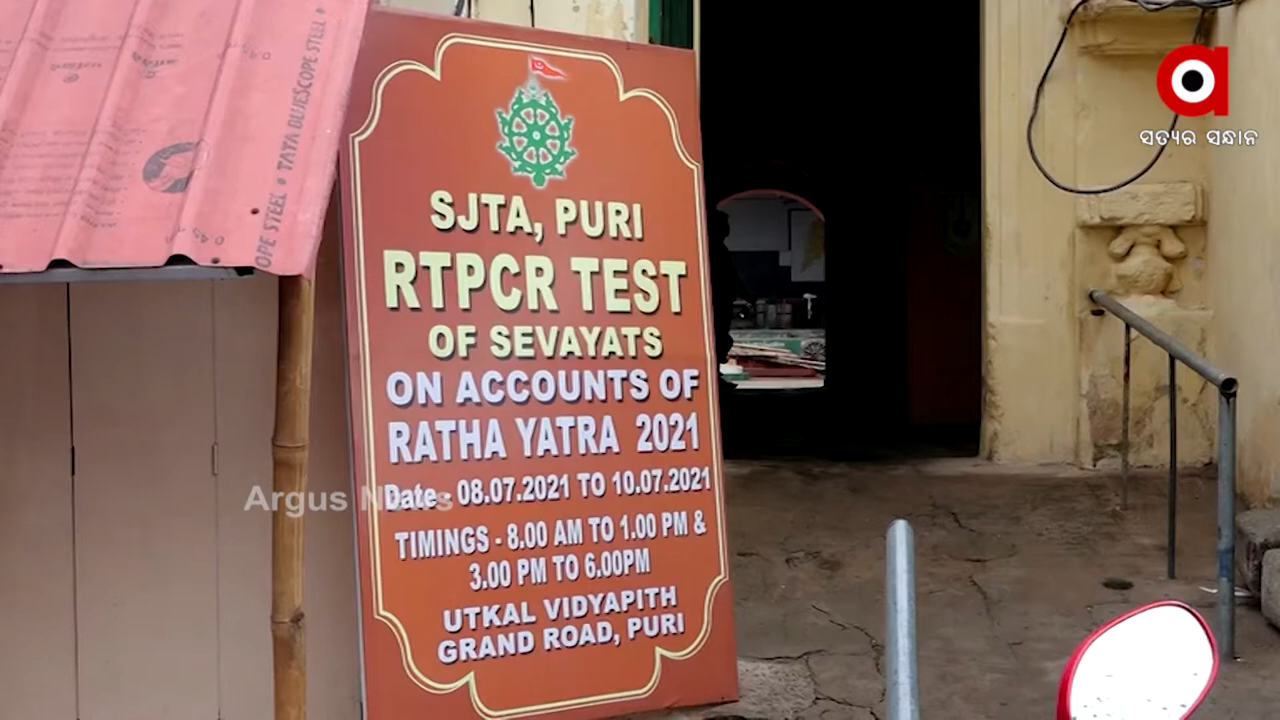 SJTA, PURI
RTPCR TEST
OF SEVAYATS
ON ACCOUNTS OF
RATHA YATRA 2021
Date - 08.07.2021 TO 10.07.2021
TIMINGS - 8.00 AM TO 1.00 PM &
3.00 PM TO 6.00PM
UTKAL VIDYAPITH
GRAND ROAD, PURI
OPE STEEL • TATA BLUESCOPE STEEL •
Argus News
ସତ୍ୟର ସନ୍ଧାନ